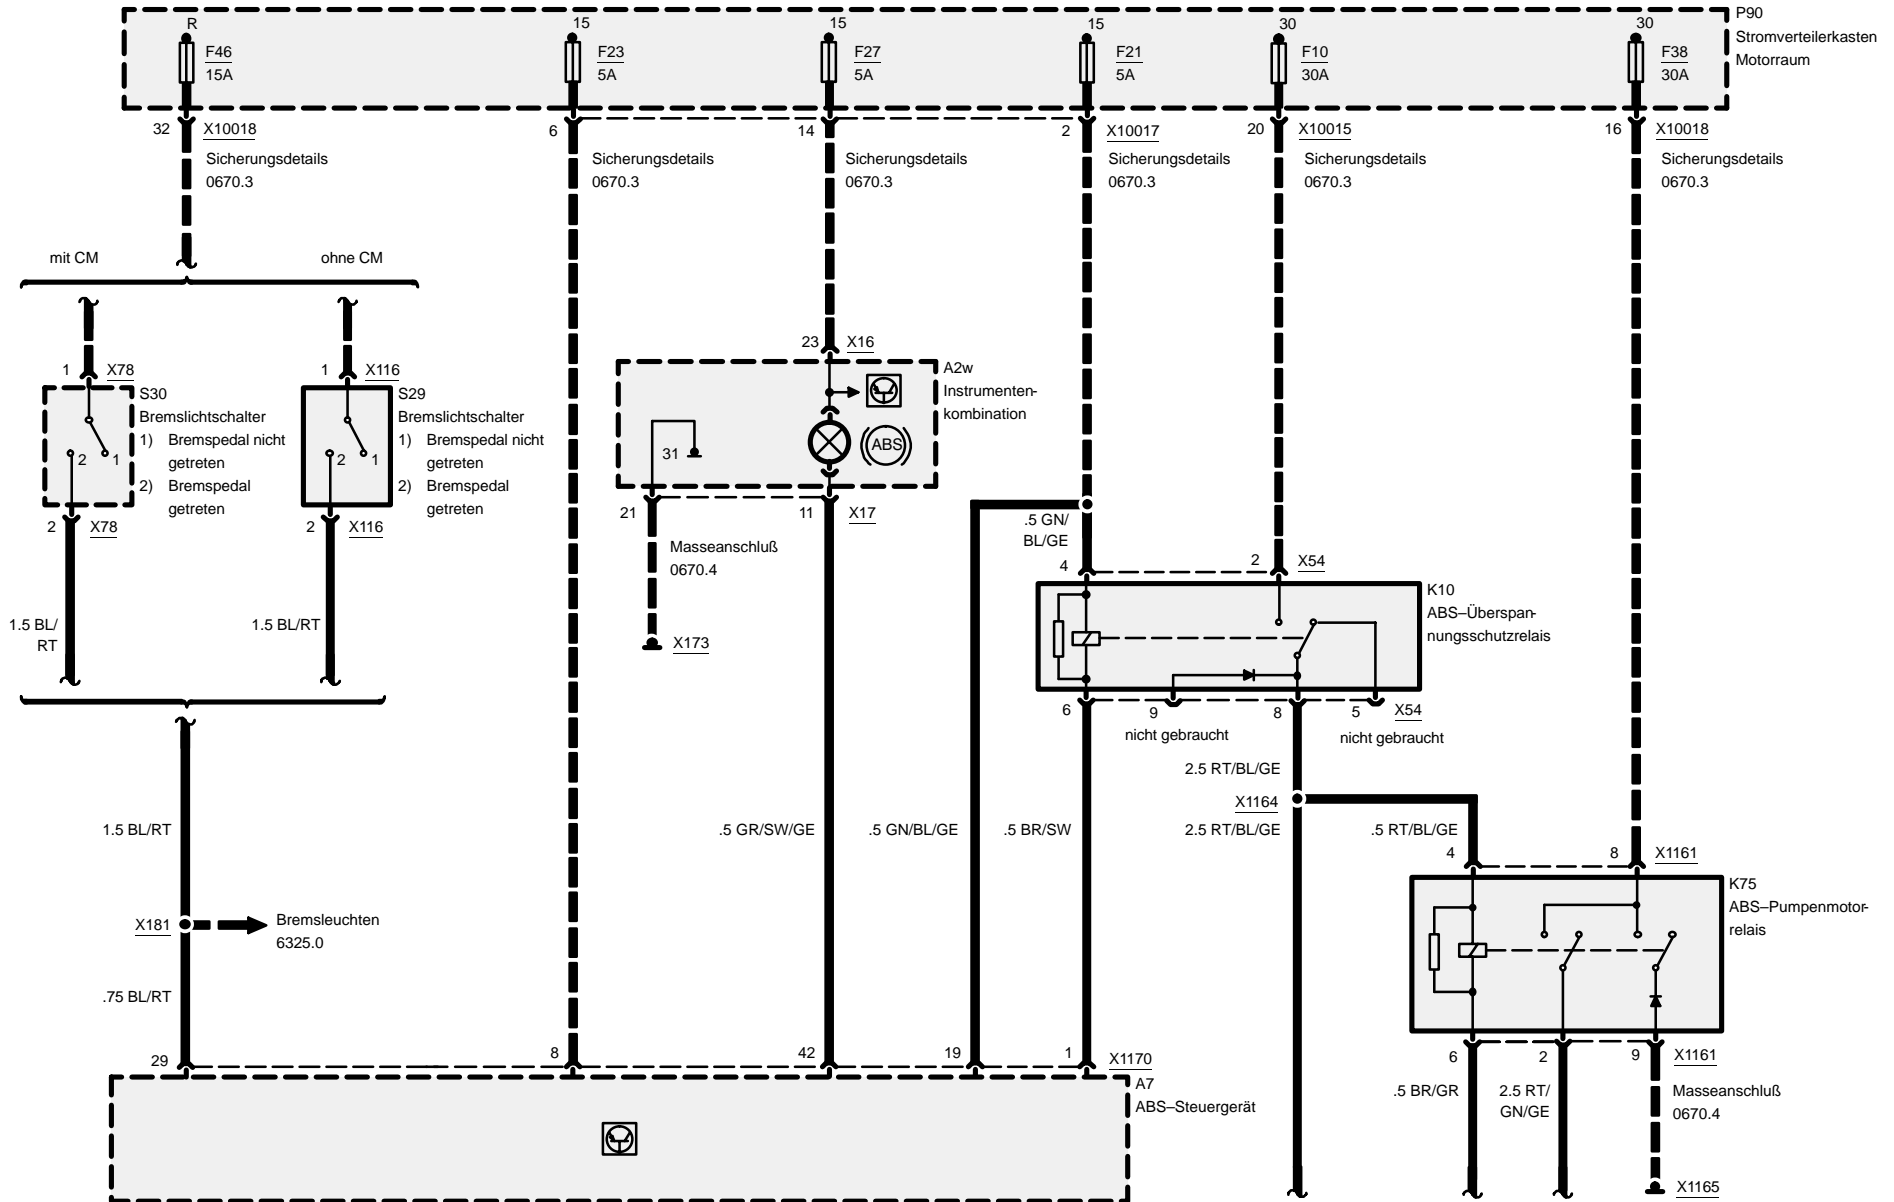 R
15
15
15
30
30
P90
Stromverteilerkasten
Motorraum
F46
15A
F23
5A
F27
5A
F21
5A
F10
30A
F38
30A
32
X10018
6
14
2
X10017
20
X10015
16
X10018
Sicherungsdetails
0670.3
Sicherungsdetails
0670.3
Sicherungsdetails
0670.3
Sicherungsdetails
0670.3
Sicherungsdetails
0670.3
Sicherungsdetails
0670.3
mit CM
ohne CM
1
X78
1
X116
23
X16
S30
Bremslichtschalter
1) Bremspedal nicht
getreten
2) Bremspedal
getreten
2
1
S29
Bremslichtschalter
1) Bremspedal nicht
getreten
2) Bremspedal
getreten
2
1
A2w
Instrumenten-
kombination
ABS
31
2
X78
2
X116
21
11
X17
Masseanschluß
0670.4
X173
.5 GN/
BL/GE
4
2
X54
K10
ABS–Überspan-
nungsschutzrelais
1.5 BL/
RT
1.5 BL/RT
6
9
8
5
X54
nicht gebraucht
nicht gebraucht
2.5 RT/BL/GE
X1164
1.5 BL/RT
.5 GR/SW/GE
.5 GN/BL/GE
.5 BR/SW
2.5 RT/BL/GE
.5 RT/BL/GE
4
8
X1161
K75
ABS–Pumpenmotor-
relais
X181
Bremsleuchten
6325.0
.75 BL/RT
29
8
42
19
1
X1170
A7
ABS–Steuergerät
6
2
9
X1161
.5 BR/GR
2.5 RT/
GN/GE
Masseanschluß
0670.4
X1165